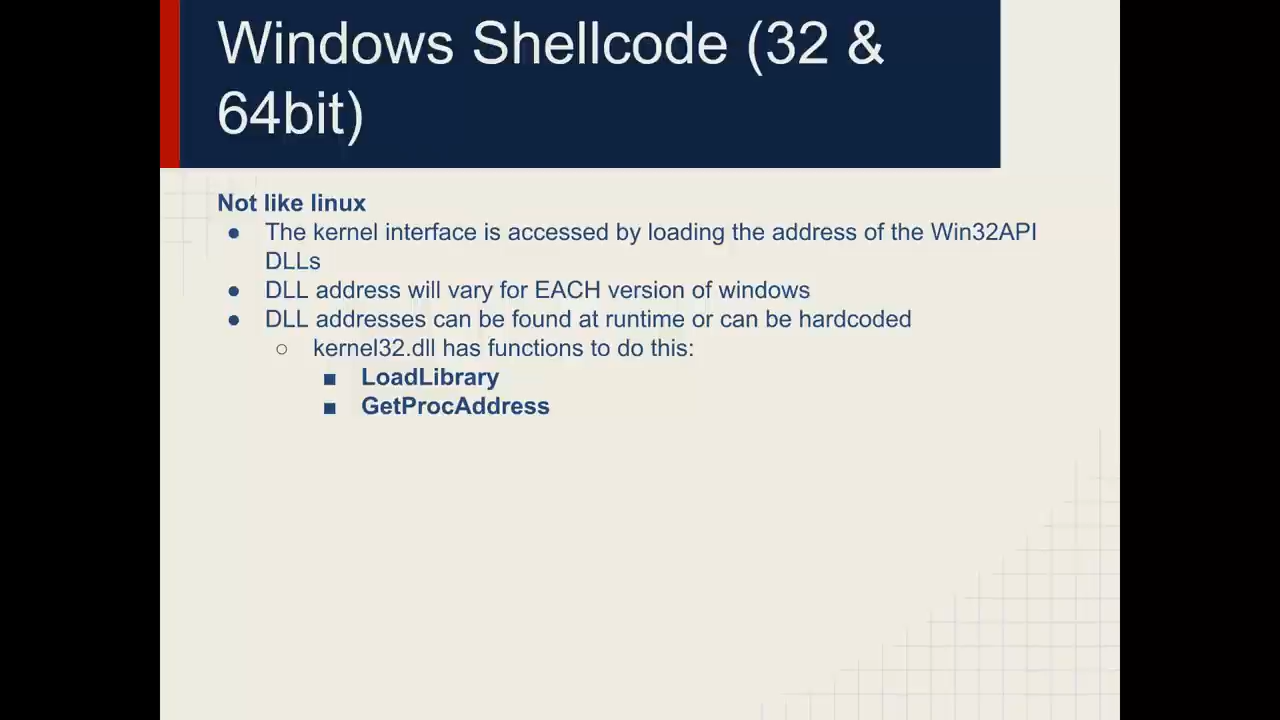 Windows Shellcode (32 &
64bit)
Not like linux
● The kernel interface is accessed by loading the address of the Win32API
DLLs
● DLL address will vary for EACH version of windows
● DLL addresses can be found at runtime or can be hardcoded
○ kernel32.dll has functions to do this:
■ LoadLibrary
■ GetProcAddress